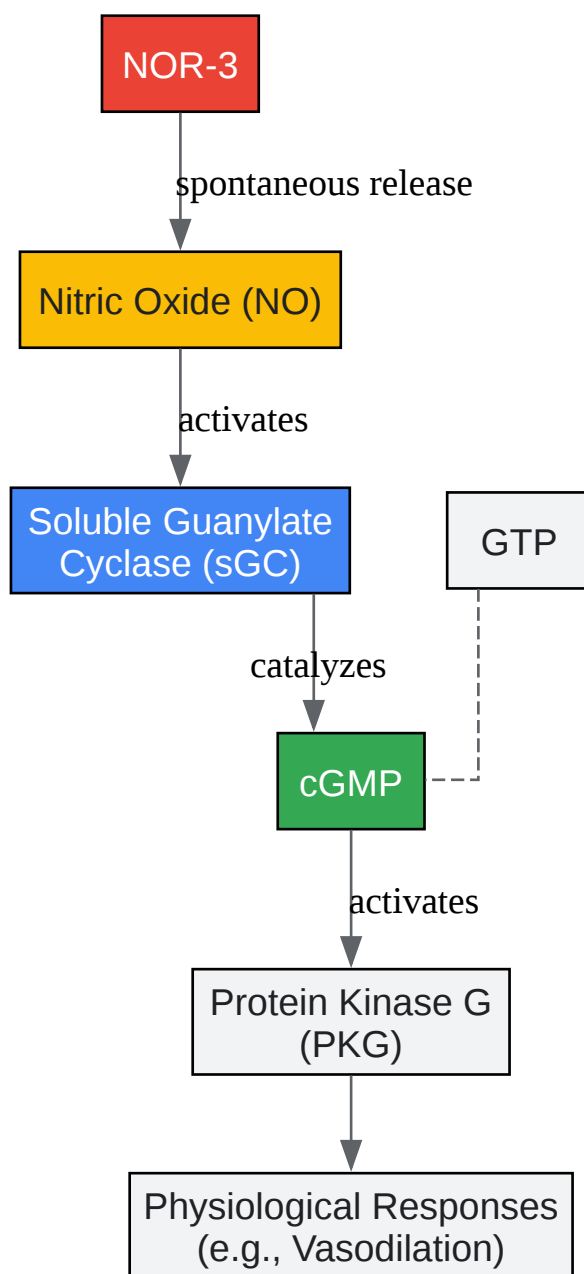 NOR-3
spontaneous release
Nitric Oxide (NO)
activates
Soluble Guanylate
Cyclase (sGC)
GTP
catalyzes
cGMP
activates
Protein Kinase G
(PKG)
Physiological Responses
(e.g., Vasodilation)